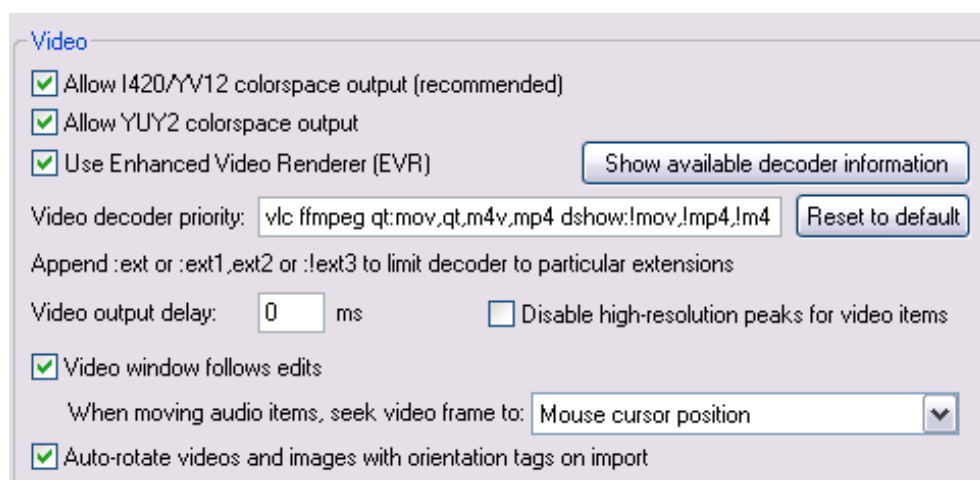 Video
Allow I420/YV12 colorspace output (recommended)
Allow YUY2 colorspace output
Use Enhanced Video Renderer (EVR) Show available decoder information
Video decoder priority: vlc ffmpeg qt:mov,qt,m4v,mp4 dshow:!mov,!mp4,!m4 Reset to default
Append :ext or :ext1,ext2 or :!ext3 to limit decoder to particular extensions
Video output delay: 0 ms Disable high-resolution peaks for video items
Video window follows edits
When moving audio items, seek video frame to: Mouse cursor position
Auto-rotate videos and images with orientation tags on import